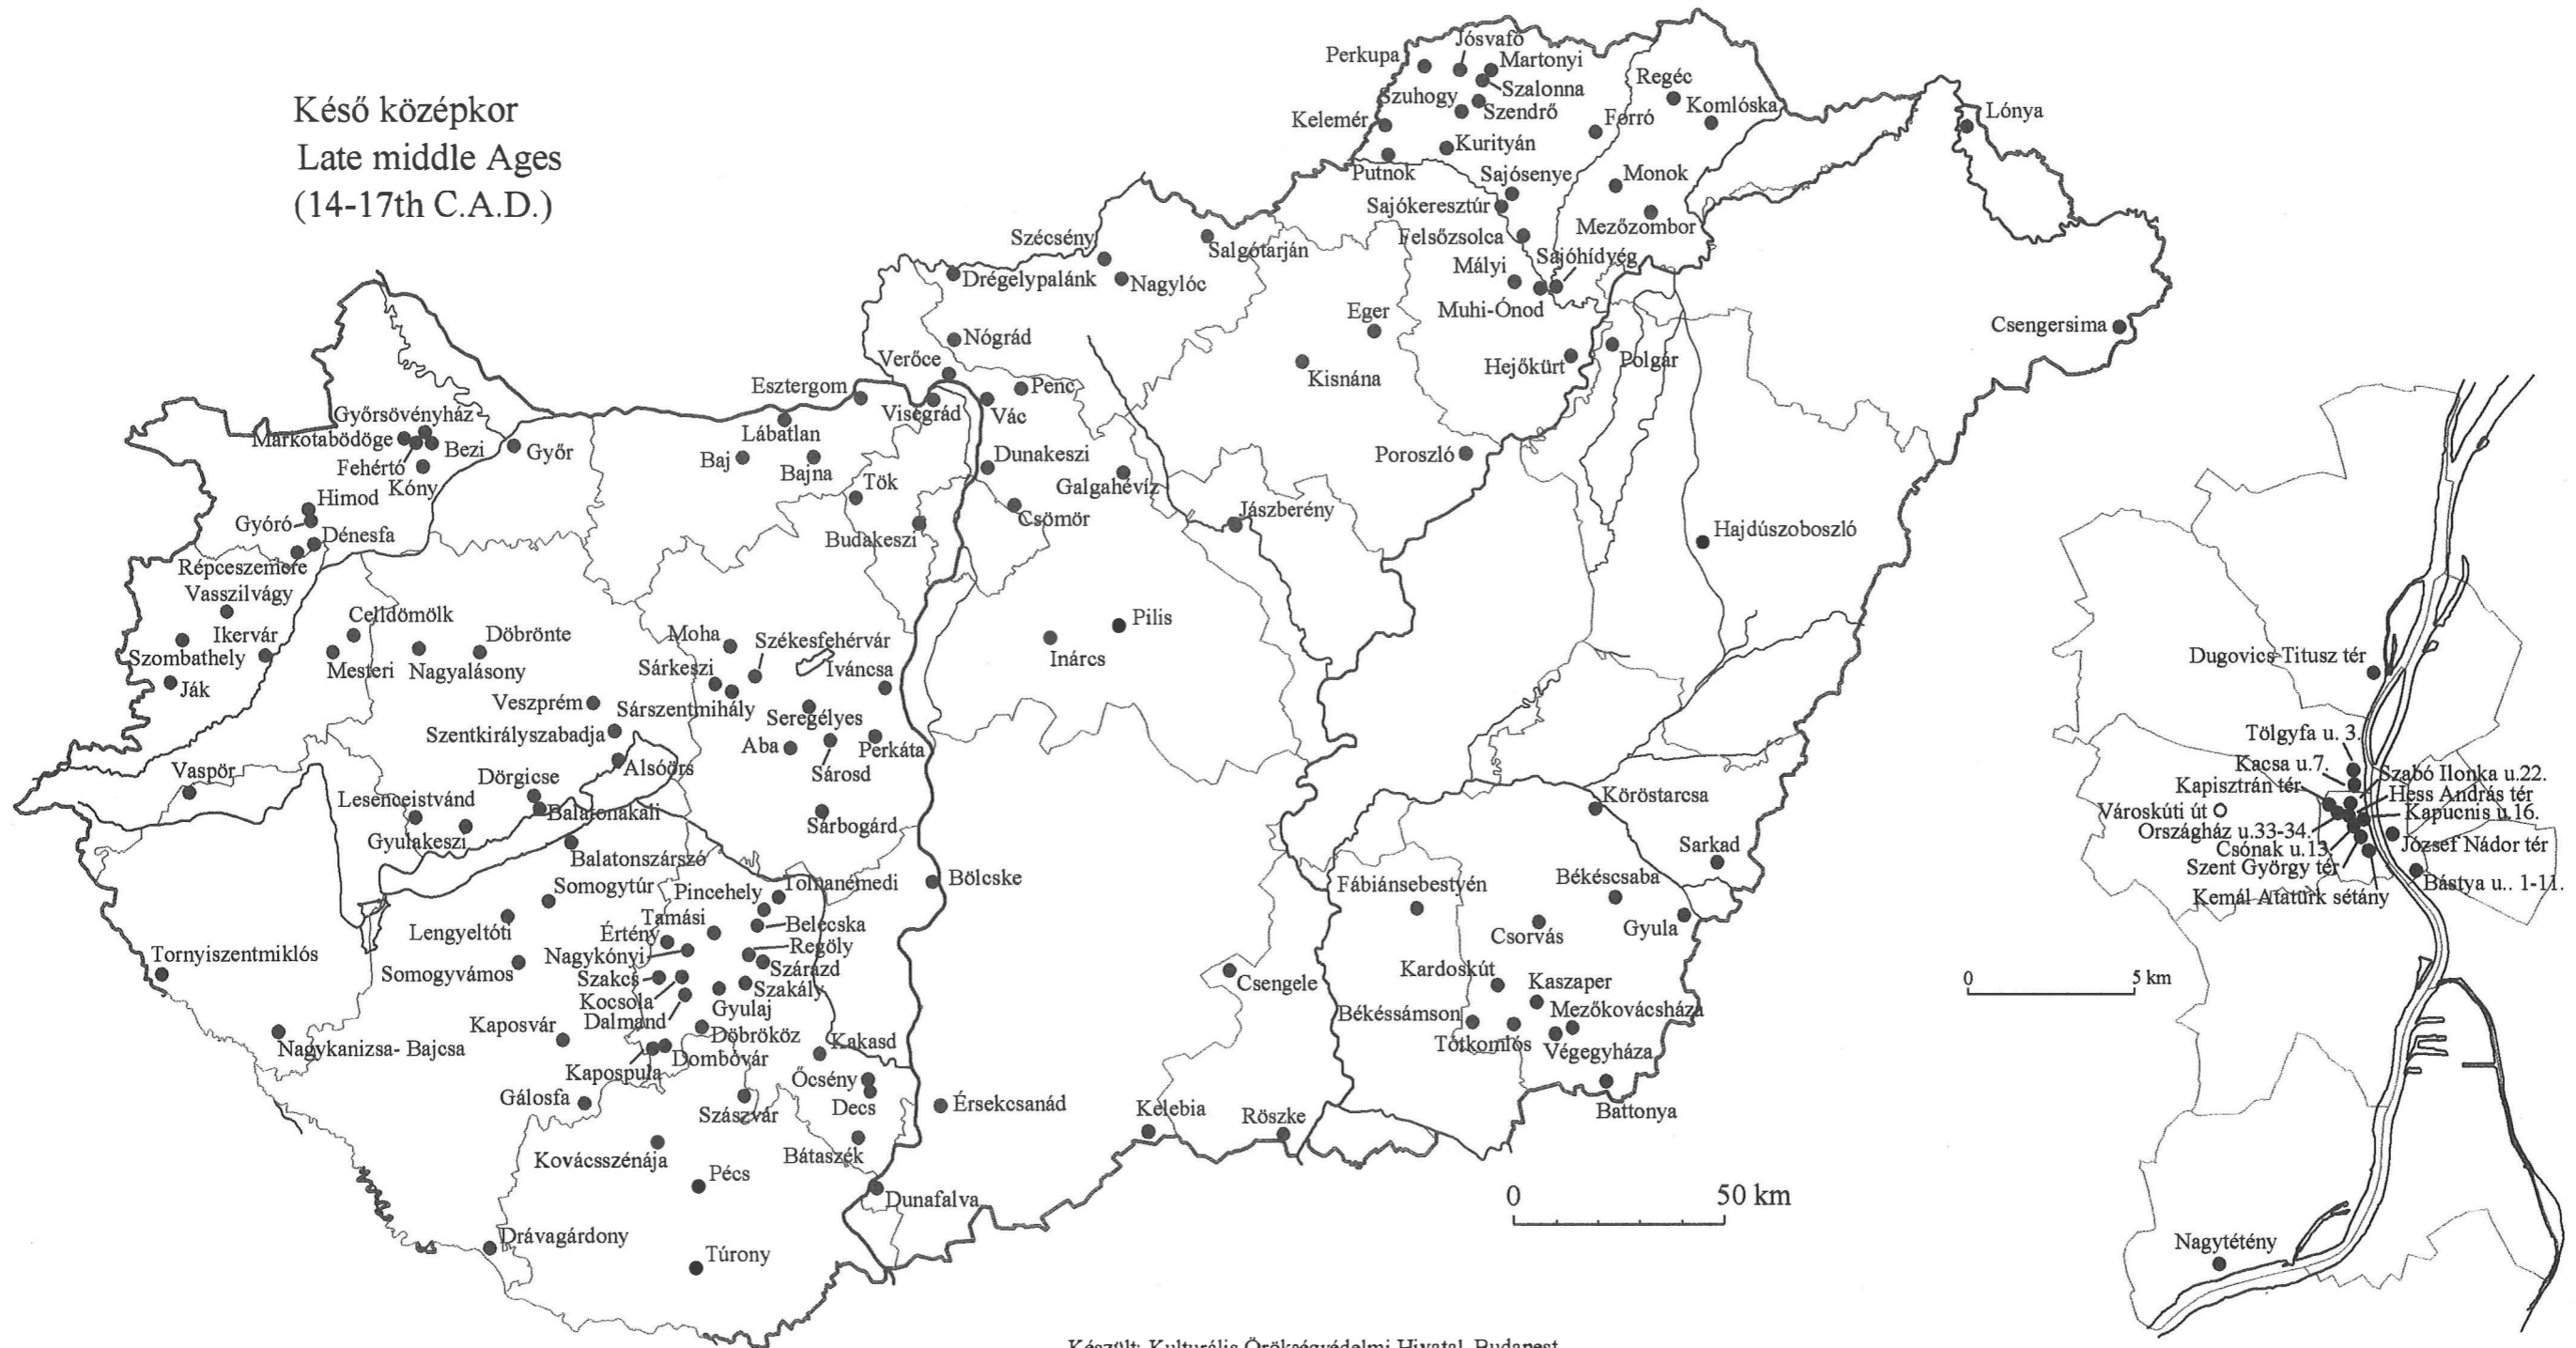 Késő középkor
Late middle Ages
(14-17th C.A.D.)
Perkupa
Jósvafő
Martonyi
Szalonna
Szuhogy
Szendrő
Regéc
Komlóska
Kelemér
Forró
Lónya
Kurityán
Putnok
Sajósenye
Monok
Sajókeresztúr
Mezőzombor
Szécsény
Salgótarján
Felsőzsolca
Sajóhídvég
Drégelypalánk
Nagylóc
Mályi
Muhi-Ónod
Eger
Csengersima
Nógrád
Verőce
Hejőkürt
Polgár
Kisnána
Esztergom
Visegrád
Penc
Vác
Győrsövényház
Markotabödöge
Bezi
Győr
Lábatlan
Fehértó
Baj
Bajna
Dunakeszi
Poroszló
Kóny
Tök
Galgahévíz
Himod
Gyóró
Csömör
Jászberény
Dénesfa
Budakeszi
Hajdúszoboszló
Répceszemere
Vasszilvágy
Celldömölk
Ikervár
Döbrönte
Moha
Székesfehérvár
Pilis
Szombathely
Mesteri
Nagyalásony
Sárkeszi
Iváncsa
Inárcs
Ják
Veszprém
Sárszentmihály
Seregélyes
Szentkirályszabadja
Aba
Perkáta
Sárosd
Vaspör
Dörgicse
Alsóörs
Lesenceistvánd
Balatonakali
Sárbogárd
Köröstarcsa
Gyulakeszi
Balatonszárszó
Sarkad
Somogytúr
Pincehely
Tolnanémedi
Bölcske
Fábiánsebestyén
Békéscsaba
Lengyeltóti
Tamási
Belecska
Értény
Regöly
Csorvás
Gyula
Tornyiszentmiklós
Nagykónyi
Szárazd
Somogyvámos
Szakcs
Szakály
Csengele
Kardoskút
Kaszaper
Kocsola
Gyulaj
Dalmand
Békéssámson
Mezőkovácsháza
Kaposvár
Döbrököz
Kakasd
Tótkomlós
Végegyháza
Nagykanizsa- Bajcsa
Dombóvár
Kapospula
Őcsény
Gálosfa
Szászvár
Decs
Érsekcsanád
Kelebia
Röszke
Battonya
Kovácsszénája
Bátaszék
Pécs
Dunafalva
Drávagárdony
Túrony
0 50 km
Dugovics Titusz tér
Tölgyfa u. 3.
Kacsa u.7.
Szabó Ilonka u.22.
Kapisztrán tér
Hess András tér
Városkúti út
Kapucnis u.16.
Országház u.33-34.
Csónak u.13.
József Nádor tér
Szent György tér
Bástya u.. 1-11.
Kemál Atatürk sétány
0 5 km
Nagytétény
Készült: Kulturális Örökségvédelmi Hivatal, Budapest